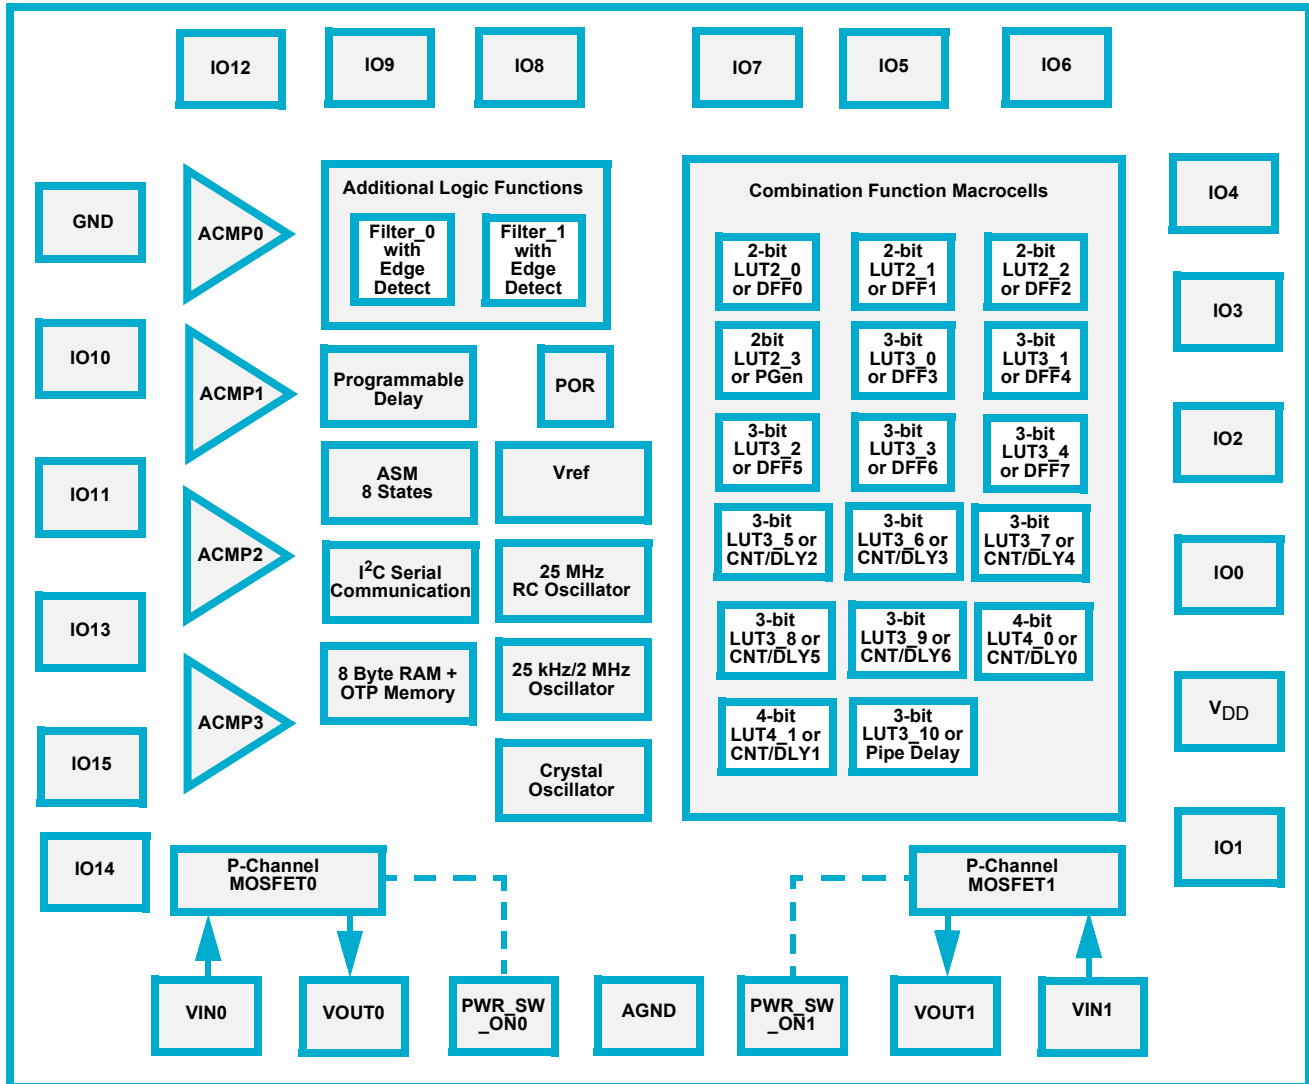 IO12
IO9
IO8
IO7
IO5
IO6
GND
IO10
IO11
IO13
IO15
IO14
ACMP0
ACMP1
ACMP2
ACMP3
Additional Logic Functions
Filter_0
with
Edge
Detect
Filter_1
with
Edge
Detect
Programmable
Delay
POR
ASM
8 States
Vref
I²C Serial
Communication
25 MHz
RC Oscillator
8 Byte RAM +
OTP Memory
25 kHz/2 MHz
Oscillator
Crystal
Oscillator
Combination Function Macrocells
2-bit
LUT2_0
or DFF0
2-bit
LUT2_1
or DFF1
2-bit
LUT2_2
or DFF2
2bit
LUT2_3
or PGen
3-bit
LUT3_0
or DFF3
3-bit
LUT3_1
or DFF4
3-bit
LUT3_2
or DFF5
3-bit
LUT3_3
or DFF6
3-bit
LUT3_4
or DFF7
3-bit
LUT3_5 or
CNT/DLY2
3-bit
LUT3_6 or
CNT/DLY3
3-bit
LUT3_7 or
CNT/DLY4
3-bit
LUT3_8 or
CNT/DLY5
3-bit
LUT3_9 or
CNT/DLY6
4-bit
LUT4_0 or
CNT/DLY0
4-bit
LUT4_1 or
CNT/DLY1
3-bit
LUT3_10 or
Pipe Delay
IO4
IO3
IO2
IO0
VDD
IO1
P-Channel
MOSFET0
P-Channel
MOSFET1
VIN0
VOUT0
PWR_SW
_ON0
AGND
PWR_SW
_ON1
VOUT1
VIN1